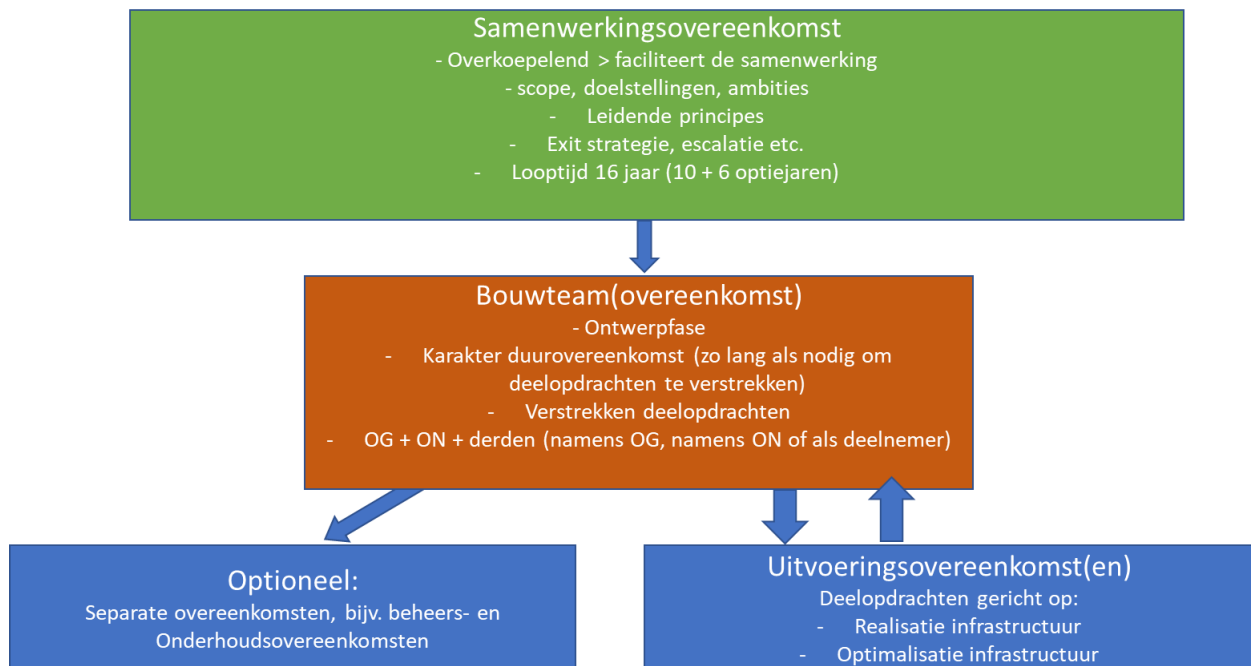 Samenwerkingsovereenkomst
- Overkoepelend > faciliteert de samenwerking
- scope, doelstellingen, ambities
- Leidende principes
- Exit strategie, escalatie etc.
- Looptijd 16 jaar (10 + 6 optiejaren)
Bouwteam(overeenkomst)
- Ontwerpfase
- Karakter duurovereenkomst (zo lang als nodig om
deelopdrachten te verstrekken)
- Verstrekken deelopdrachten
- OG + ON + derden (namens OG, namens ON of als deelnemer)
Optioneel:
Separate overeenkomsten, bijv. beheers- en
Onderhoudsovereenkomsten
Uitvoeringsovereenkomst(en)
Deelopdrachten gericht op:
- Realisatie infrastructuur
- Optimalisatie infrastructuur